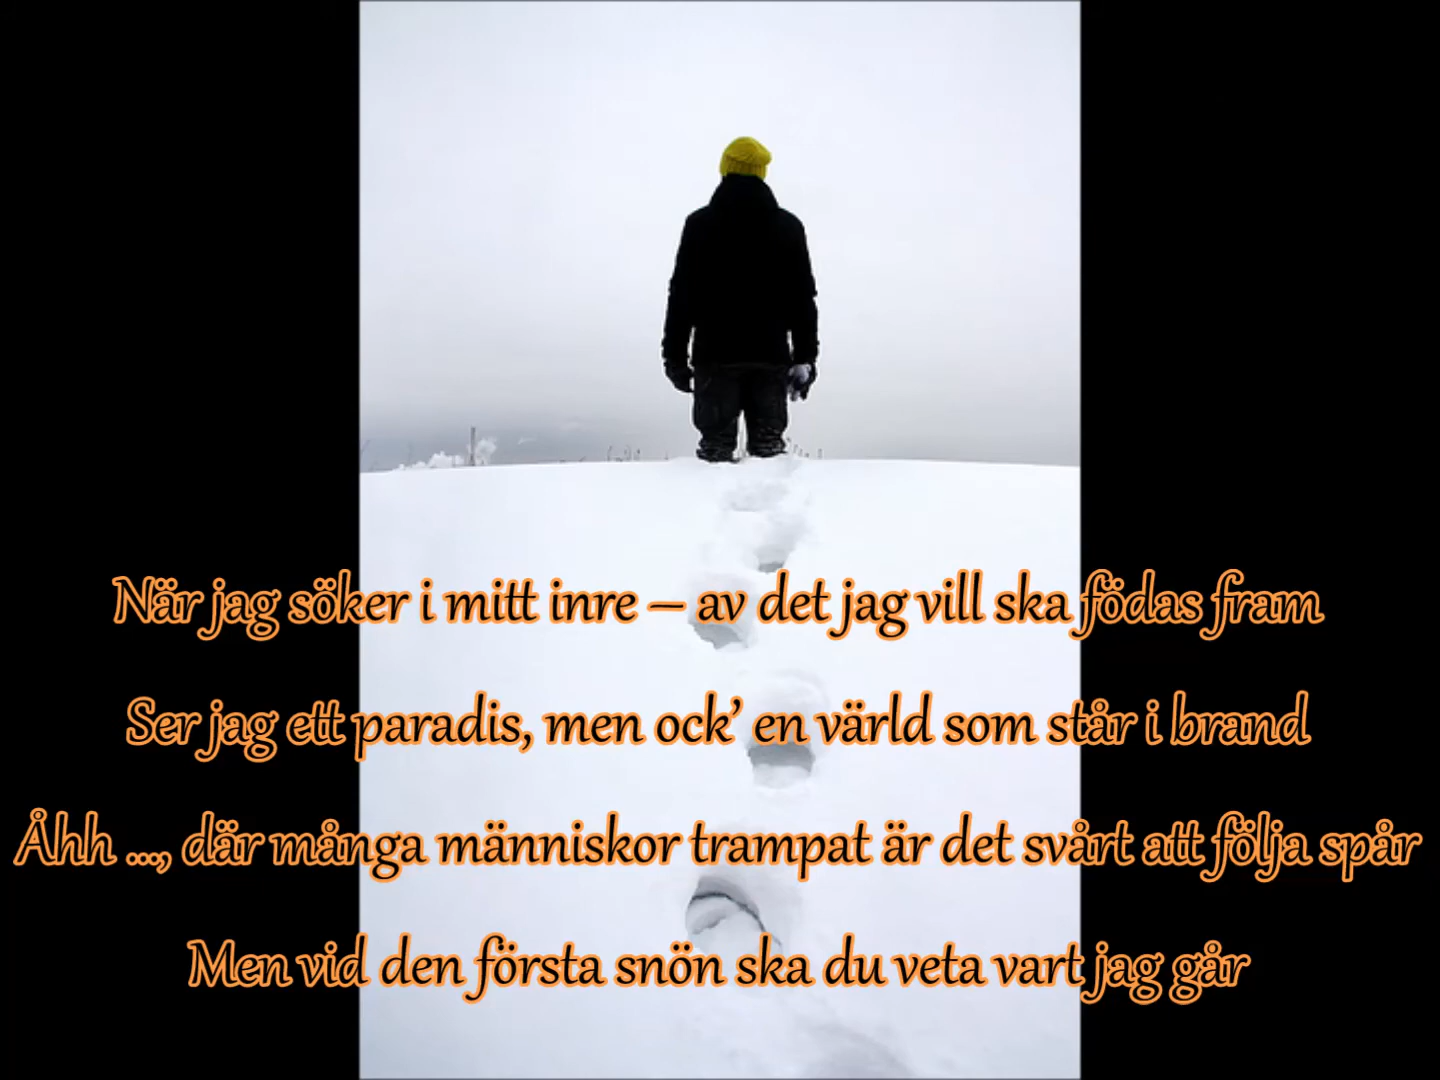 När jag söker i mitt inre – av det jag vill ska födas fram
Ser jag ett paradis, men ock’ en värld som står i brand
Åhh ..., där många människor trampat är det svårt att följa spår
Men vid den första snön ska du veta vart jag går